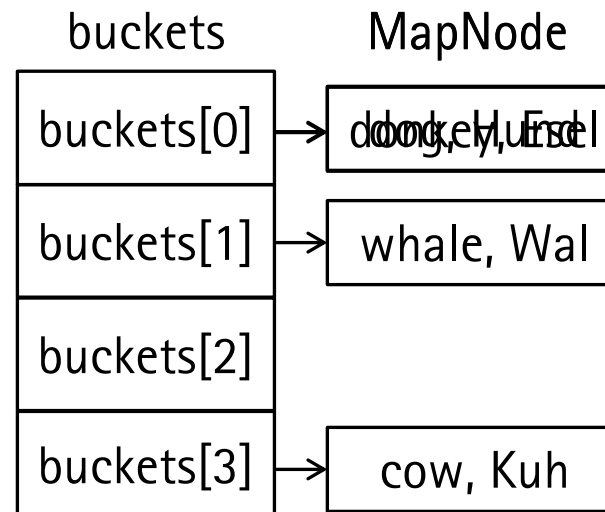 buckets MapNode
buckets[0]
buckets[1] whale, Wal
buckets[2]
buckets[3] cow, Kuh